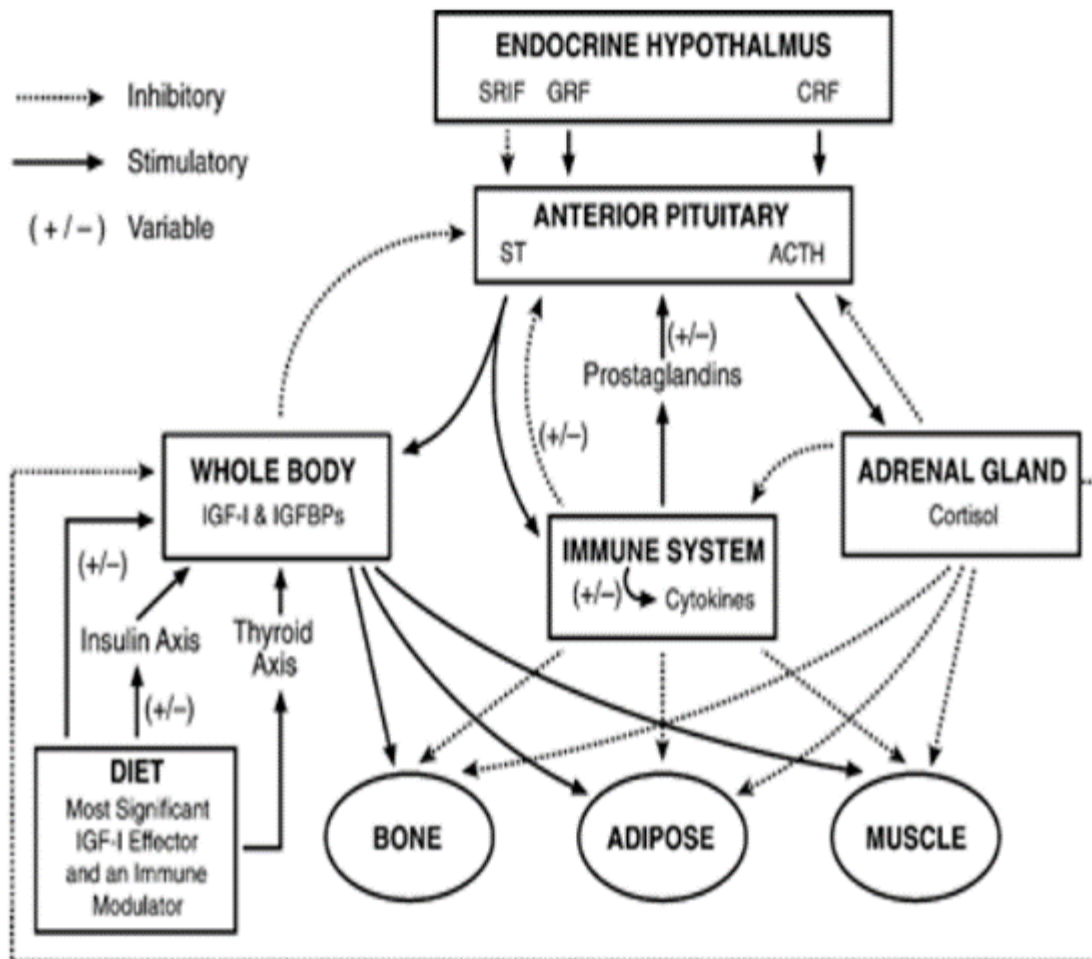 ENDOCRINE HYPOTHALMUS
SRIF GRF CRF
Inhibitory
Stimulatory
(+/–) Variable
ANTERIOR PITUITARY
ST ACTH
(+/–)
Prostaglandins
(+/–)
WHOLE BODY
IGF-I & IGFBPs
ADRENAL GLAND
Cortisol
IMMUNE SYSTEM
(+/–) Cytokines
(+/–)
Insulin Axis
Thyroid
Axis
(+/–)
DIET
Most Significant
IGF-I Effector
and an Immune
Modulator
BONE
ADIPOSE
MUSCLE